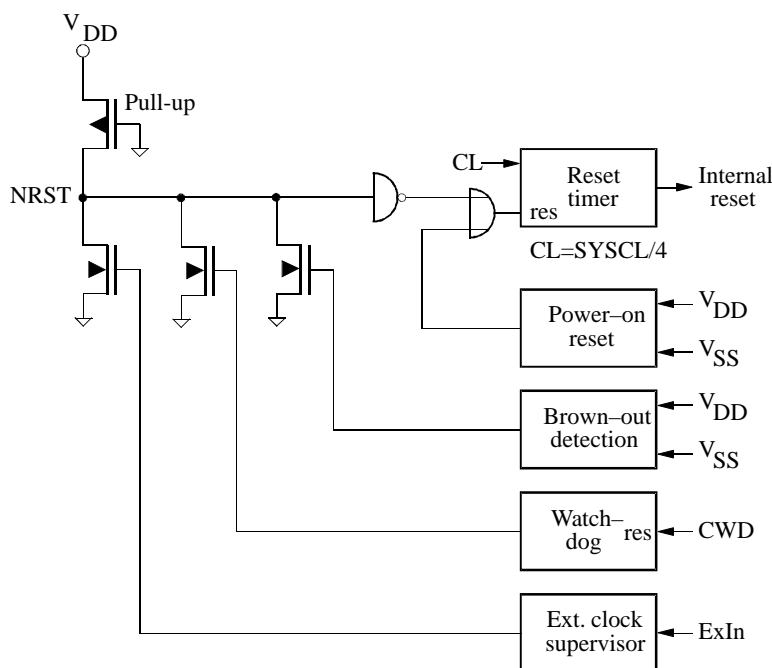 VDD
Pull-up
NRST
CL
Reset
timer
res
Internal
reset
CL=SYSCL/4
Power–on
reset
VDD
VSS
Brown–out
detection
VDD
VSS
Watch–
dog
res
CWD
Ext. clock
supervisor
ExIn